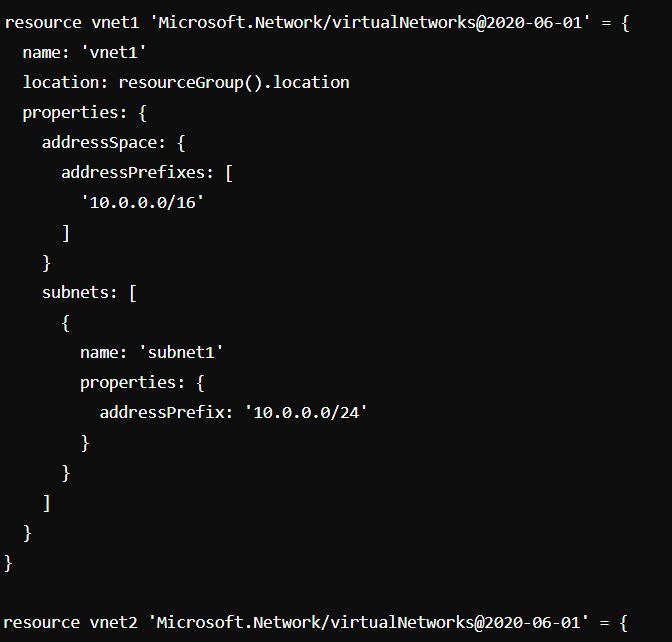 resource vnet1 'Microsoft.Network/virtualNetworks@2020-06-01' = {
  name: 'vnet1'
  location: resourceGroup().location
  properties: {
    addressSpace: {
      addressPrefixes: [
        '10.0.0.0/16'
      ]
    }
    subnets: [
      {
        name: 'subnet1'
        properties: {
          addressPrefix: '10.0.0.0/24'
        }
      }
    ]
  }
}
resource vnet2 'Microsoft.Network/virtualNetworks@2020-06-01' = {